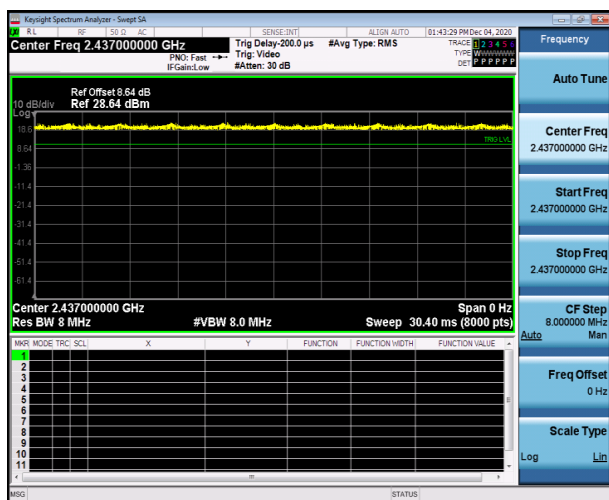 Keysight Spectrum Analyzer - Swept SA
RL RF 50 Ω AC SENSE:INT ALIGN AUTO 01:43:29 PM Dec 04, 2020
Center Freq 2.437000000 GHz
PNO: Fast
IFGain:Low
Trig Delay-200.0 µs
Trig: Video
#Atten: 30 dB
#Avg Type: RMS
TRACE 1 2 3 4 5 6
TYPE WWWWWW
DET P P P P P P
Ref Offset 8.64 dB
10 dB/div Ref 28.64 dBm
Log
18.6
TRIG LVL
8.64
-1.36
-11.4
-21.4
-31.4
-41.4
-51.4
-61.4
Center 2.437000000 GHz Span 0 Hz
Res BW 8 MHz #VBW 8.0 MHz Sweep 30.40 ms (8000 pts)
MKR MODE TRC SCL X Y FUNCTION FUNCTION WIDTH FUNCTION VALUE
1
2
3
4
5
6
7
8
9
10
11
MSG STATUS
Frequency
Auto Tune
Center Freq
2.437000000 GHz
Start Freq
2.437000000 GHz
Stop Freq
2.437000000 GHz
CF Step
8.000000 MHz
Auto Man
Freq Offset
0 Hz
Scale Type
Log Lin